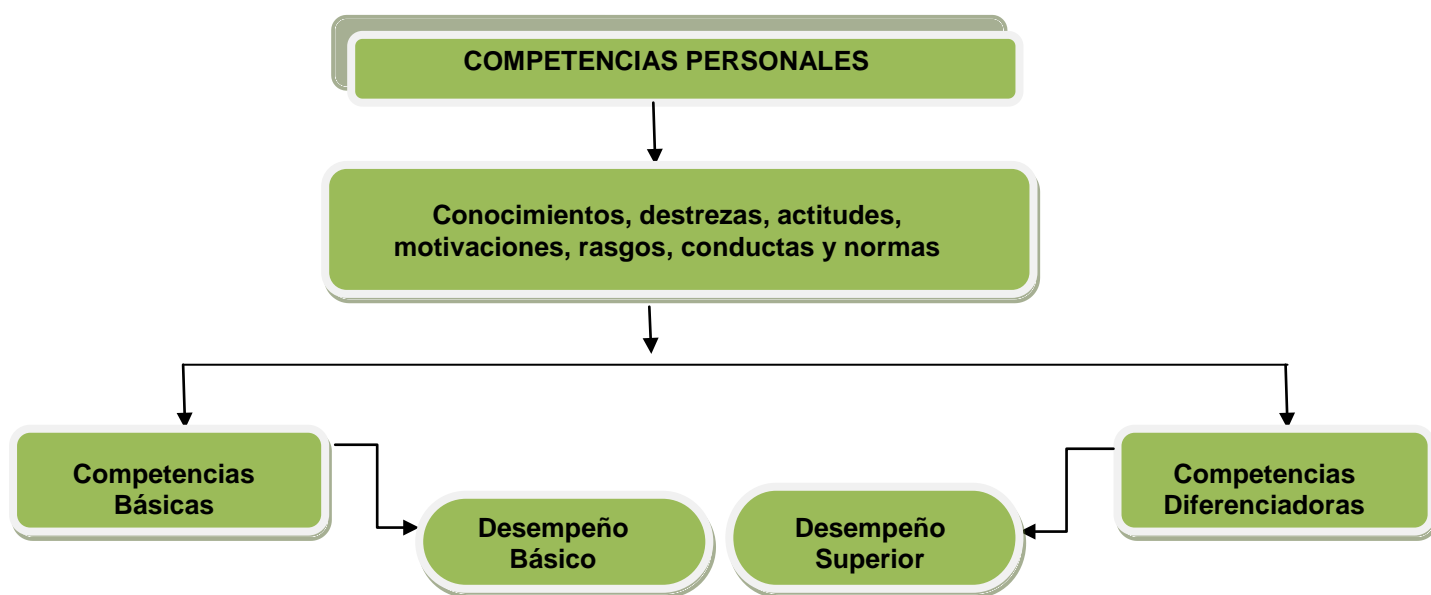 COMPETENCIAS PERSONALES
Conocimientos, destrezas, actitudes,
motivaciones, rasgos, conductas y normas
Competencias
Básicas
Competencias
Diferenciadoras
Desempeño
Básico
Desempeño
Superior